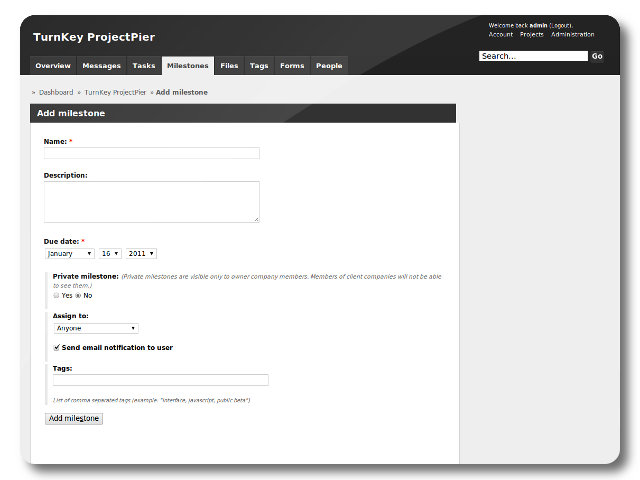 Welcome back admin (Logout).
TurnKey ProjectPier
Account Projects Administration
Search... Go
Overview Messages Tasks Milestones Files Tags Forms People
» Dashboard » TurnKey ProjectPier » Add milestone
Add milestone
Name: *
Description:
Due date: *
January 16 2011
Private milestone: (Private milestones are visible only to owner company members. Members of client companies will not be able
to see them.)
Yes No
Assign to:
Anyone
Send email notification to user
Tags:
List of comma separated tags (example. "interface, javascript, public beta")
Add milestone